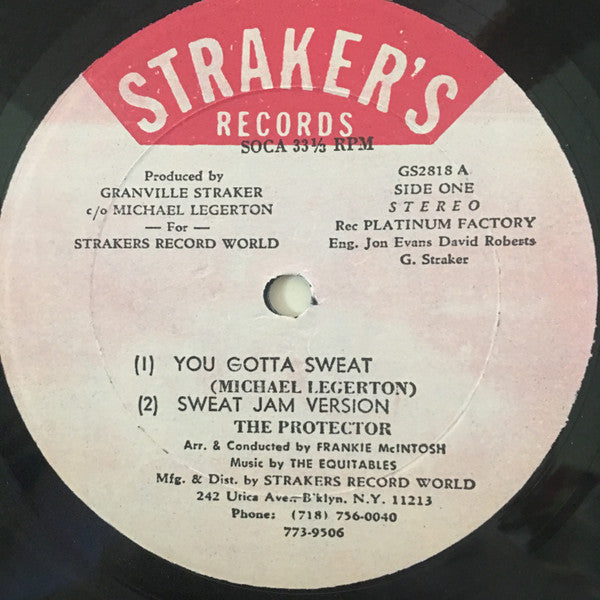 STRAKER'S
RECORDS
SOCA 33⅓ RPM
Produced by
GRANVILLE STRAKER
c/o MICHAEL LEGERTON
— For —
STRAKERS RECORD WORLD
GS2818 A
SIDE ONE
STEREO
Rec PLATINUM FACTORY
Eng. Jon Evans David Roberts
G. Straker
(1) YOU GOTTA SWEAT
(MICHAEL LEGERTON)
(2) SWEAT JAM VERSION
THE PROTECTOR
Arr. & Conducted by FRANKIE McINTOSH
Music by THE EQUITABLES
Mfg. & Dist. by STRAKERS RECORD WORLD
242 Utica Ave.-B'klyn. N.Y. 11213
Phone: (718) 756-0040
773-9506